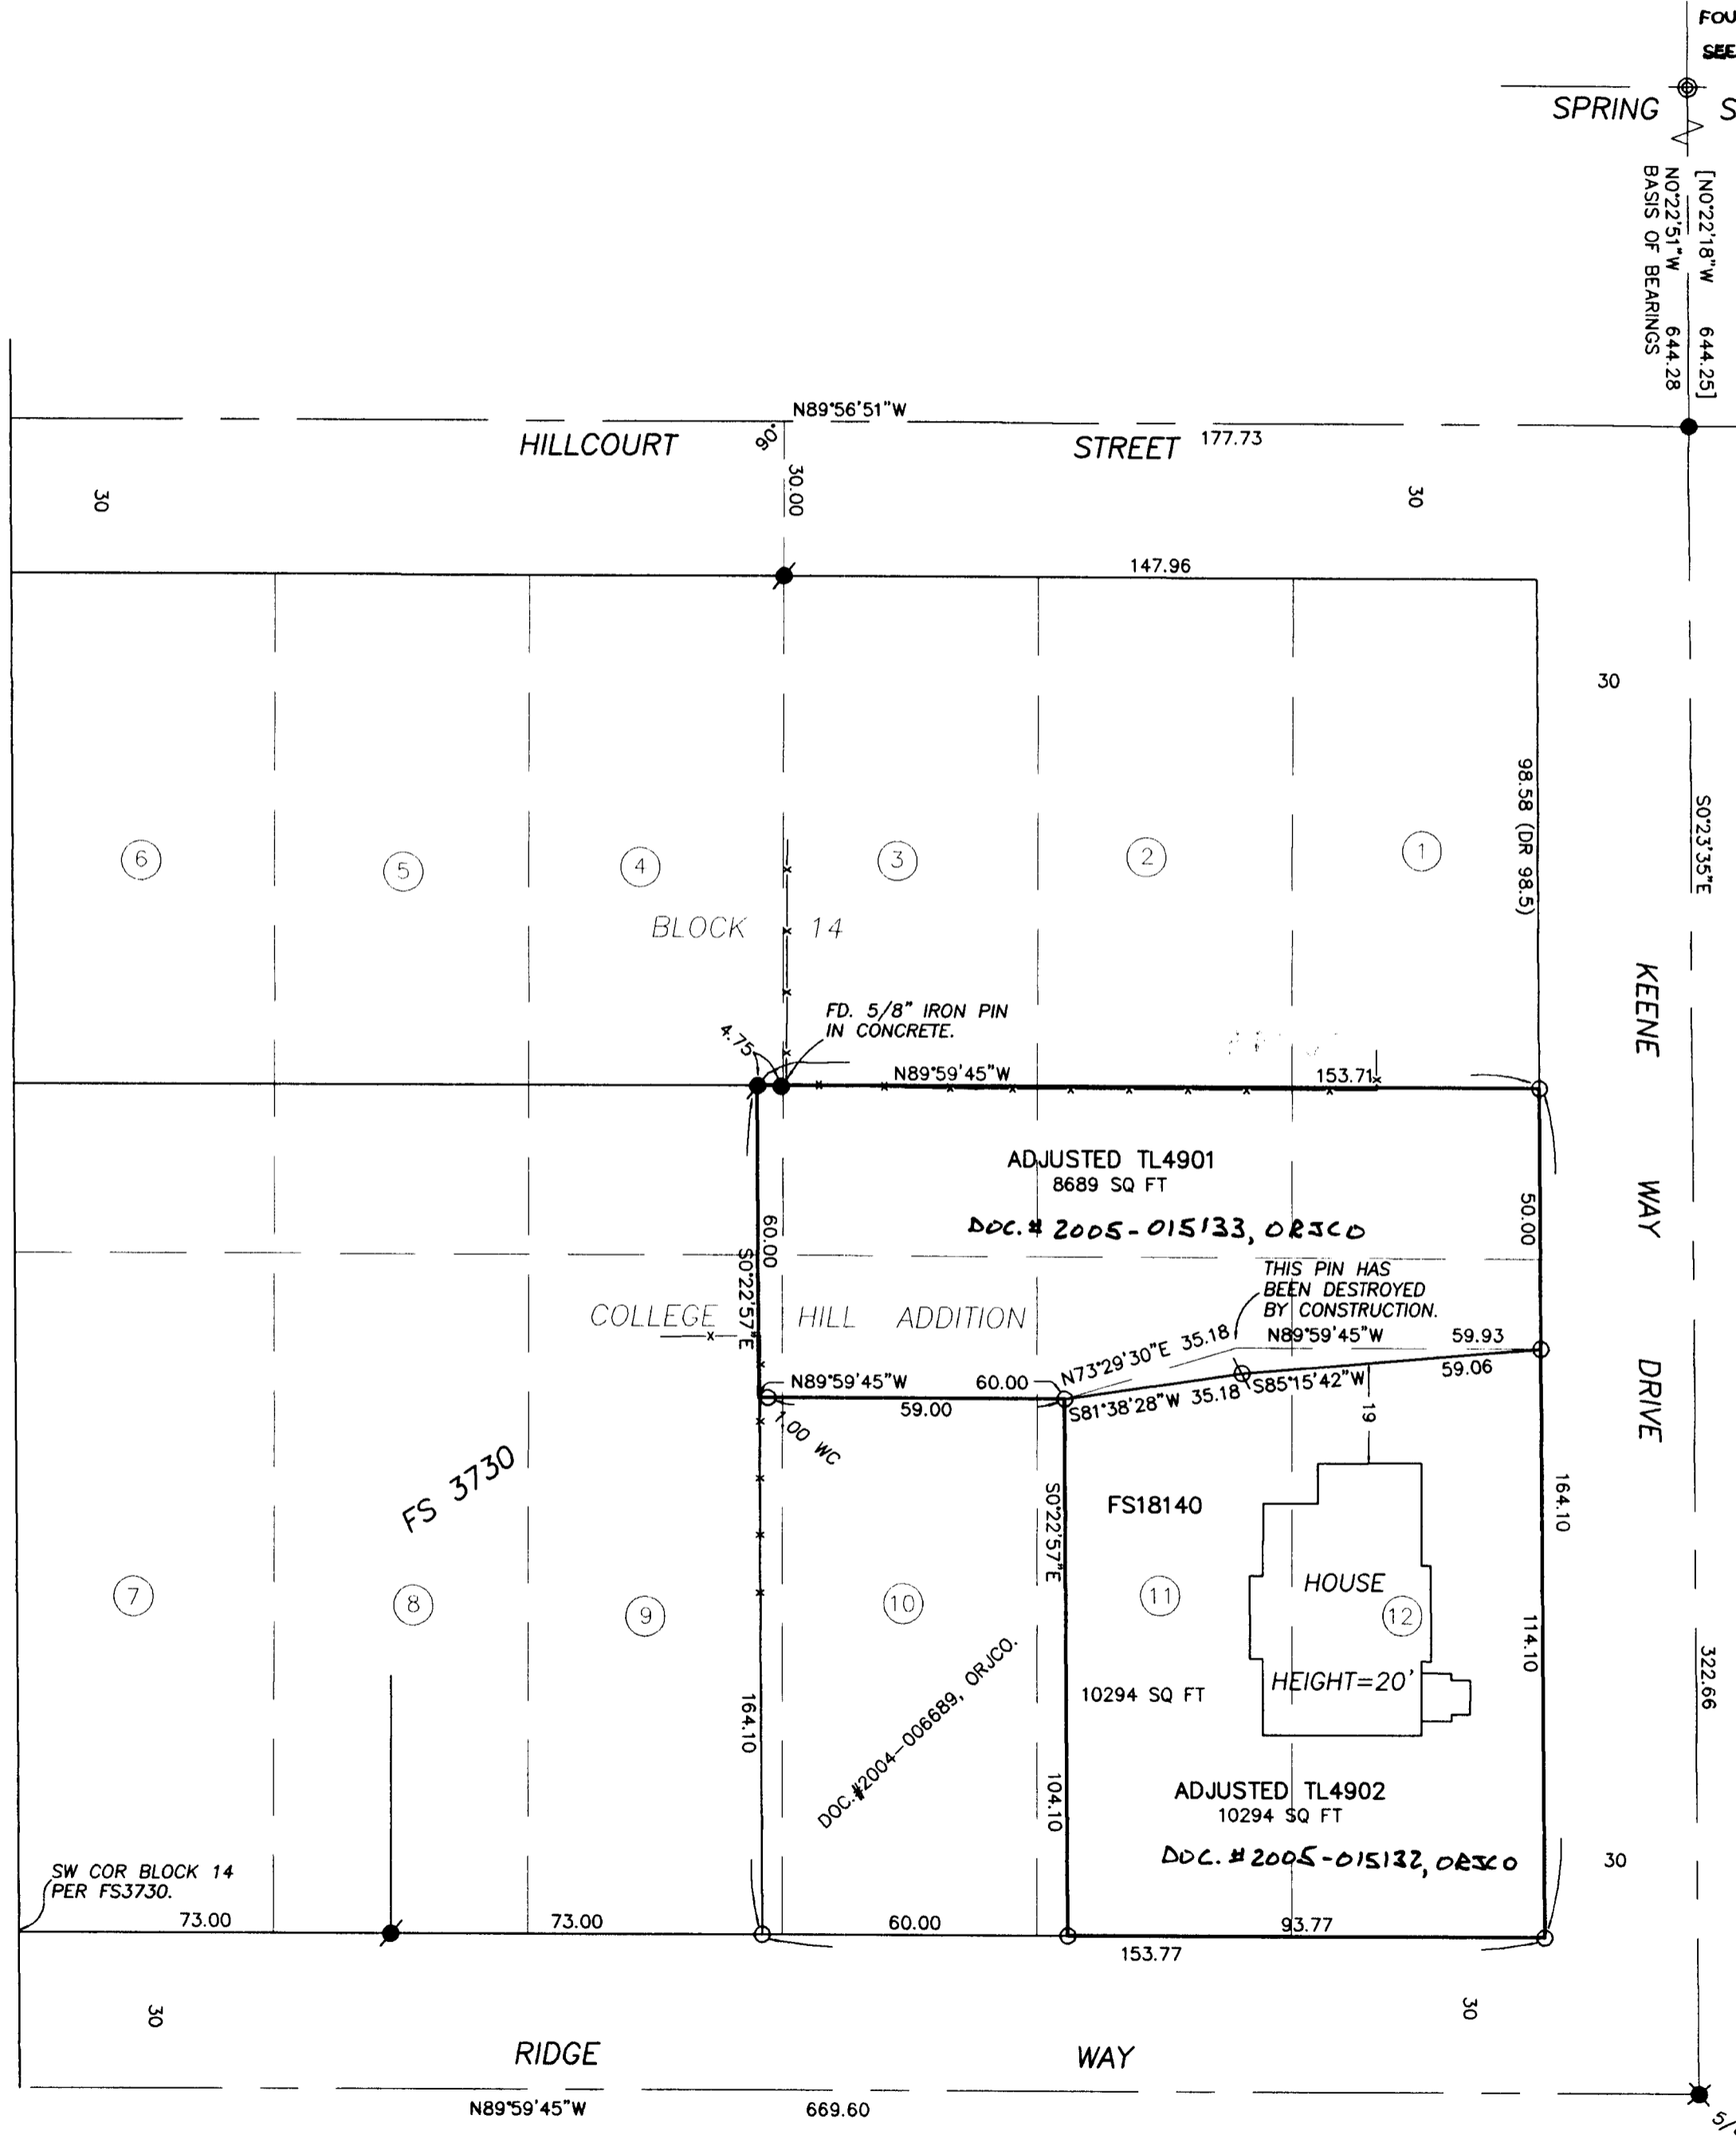 FOU
SEE
SPRING S
[N0°22'18"W 644.25]
N0°22'51"W 644.28
BASIS OF BEARINGS
N89°56'51"W
HILLCOURT STREET 177.73
90°
30.00
30
30
147.96
30
98.58 (DR 98.5)
S0°23'35"E
6
5
4
3
2
1
BLOCK 14
KEENE WAY DRIVE
FD. 5/8" IRON PIN
IN CONCRETE.
4.75
N89°59'45"W 153.71
ADJUSTED TL4901
8689 SQ FT
DOC.# 2005-015133, ORJCO
50.00
60.00
S0°22'57"E
THIS PIN HAS
BEEN DESTROYED
BY CONSTRUCTION.
COLLEGE HILL ADDITION
N89°59'45"W 59.93
N73°29'30"E 35.18
59.06
S85°15'42"W
S81°38'28"W 35.18
N89°59'45"W 60.00
59.00
1.00 WC
19
FS 3730
S0°22'57"E
FS18140
164.10
HOUSE
7
8
9
10
11
12
114.10
322.66
HEIGHT=20'
10294 SQ FT
164.10
DOC.#2004-006689, ORJCO.
104.10
ADJUSTED TL4902
10294 SQ FT
DOC.# 2005-015132, ORJCO
30
SW COR BLOCK 14
PER FS3730.
73.00
73.00
60.00
93.77
153.77
30
30
RIDGE WAY
N89°59'45"W 669.60
5/